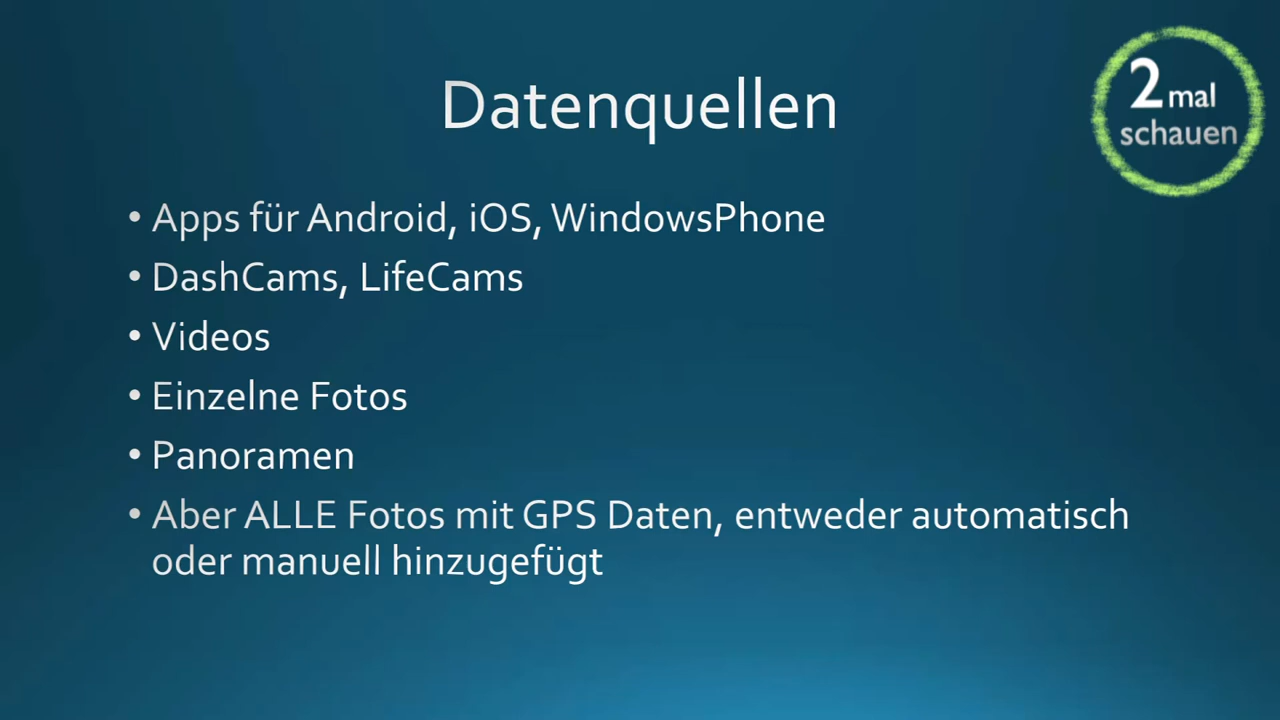 Datenquellen
2 mal
schauen
• Apps für Android, iOS, WindowsPhone
• DashCams, LifeCams
• Videos
• Einzelne Fotos
• Panoramen
• Aber ALLE Fotos mit GPS Daten, entweder automatisch
oder manuell hinzugefügt